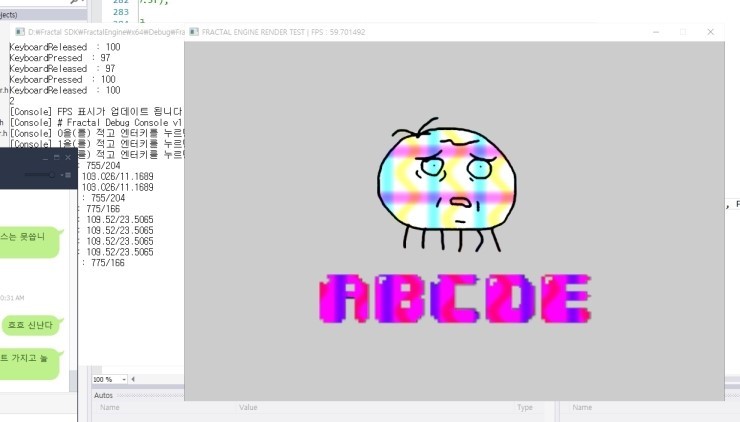 jects)
282
283
D:\Fractal SDK\FractalEngine\x64\Debug\Fra
FRACTAL ENGINE RENDER TEST | FPS : 59.701492
KeyboardReleased : 100
KeyboardPressed : 97
KeyboardReleased : 97
KeyboardPressed : 100
KeyboardReleased : 100
2
[Console] FPS 표시가 업데이트 됩니다
[Console] # Fractal Debug Console v1
[Console] 0을(를) 적고 엔터키를 누르
[Console] 1을(를) 적고 엔터키를 누르
을(를) 적고 엔터키를 누르
: 755/204
103.026/11.1689
103.026/11.1689
: 755/204
: 775/166
: 109.52/23.5065
: 109.52/23.5065
: 109.52/23.5065
: 109.52/23.5065
: 775/166
ABCDE
스는 못씁니
0:31 AM
흐흐 신난다
트 가지고 놀
100 %
Autos
Name Value Type Name